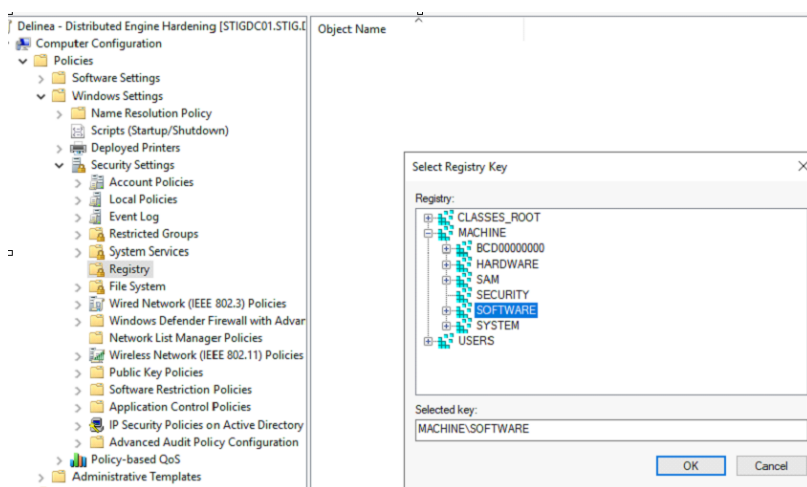 Delinea - Distributed Engine Hardening [STIGDC01.STIG.D
Computer Configuration
Policies
Software Settings
Windows Settings
Name Resolution Policy
Scripts (Startup/Shutdown)
Deployed Printers
Security Settings
Account Policies
Local Policies
Event Log
Restricted Groups
System Services
Registry
File System
Wired Network (IEEE 802.3) Policies
Windows Defender Firewall with Advar
Network List Manager Policies
Wireless Network (IEEE 802.11) Policies
Public Key Policies
Software Restriction Policies
Application Control Policies
IP Security Policies on Active Directory
Advanced Audit Policy Configuration
Policy-based QoS
Administrative Templates
Object Name
Select Registry Key
Registry:
CLASSES_ROOT
MACHINE
BCD00000000
HARDWARE
SAM
SECURITY
SOFTWARE
SYSTEM
USERS
Selected key:
MACHINE\SOFTWARE
OK
Cancel